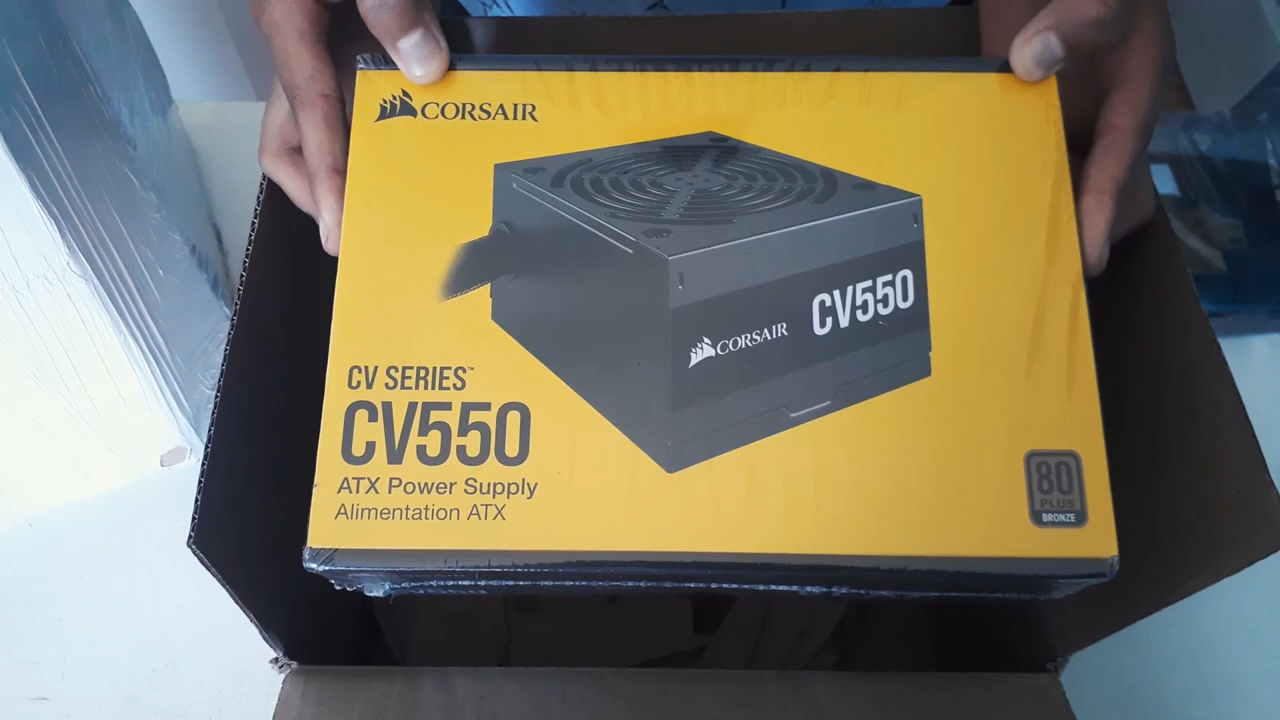 CORSAIR
CORSAIR
CV550
CV SERIES™
CV550
ATX Power Supply
Alimentation ATX
80
PLUS
BRONZE